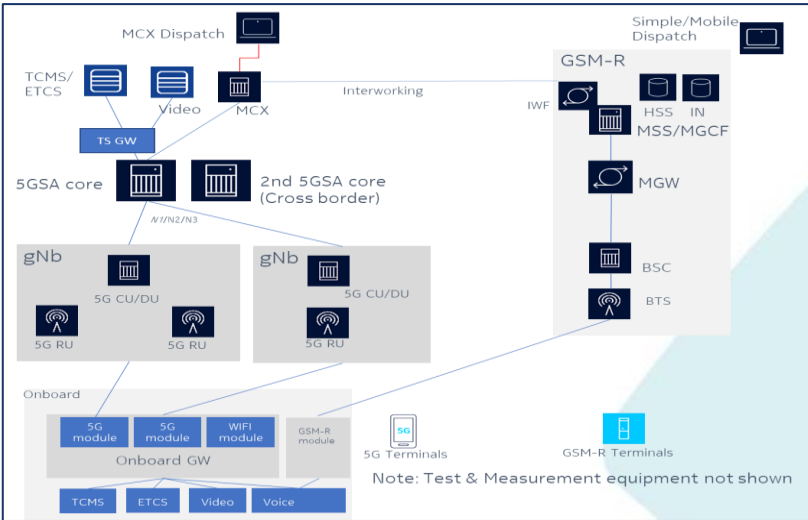 MCX Dispatch
Simple/Mobile
Dispatch
GSM-R
TCMS/
ETCS
Video
MCX
Interworking
IWF
HSS
IN
MSS/MGCF
TS GW
5GSA core
2nd 5GSA core
(Cross border)
MGW
N1/N2/N3
gNb
gNb
5G CU/DU
5G CU/DU
BSC
BTS
5G RU
5G RU
5G RU
Onboard
5G
module
5G
module
WIFI
module
GSM-R
module
Onboard GW
5G
5G Terminals
GSM-R Terminals
Note: Test & Measurement equipment not shown
TCMS
ETCS
Video
Voice